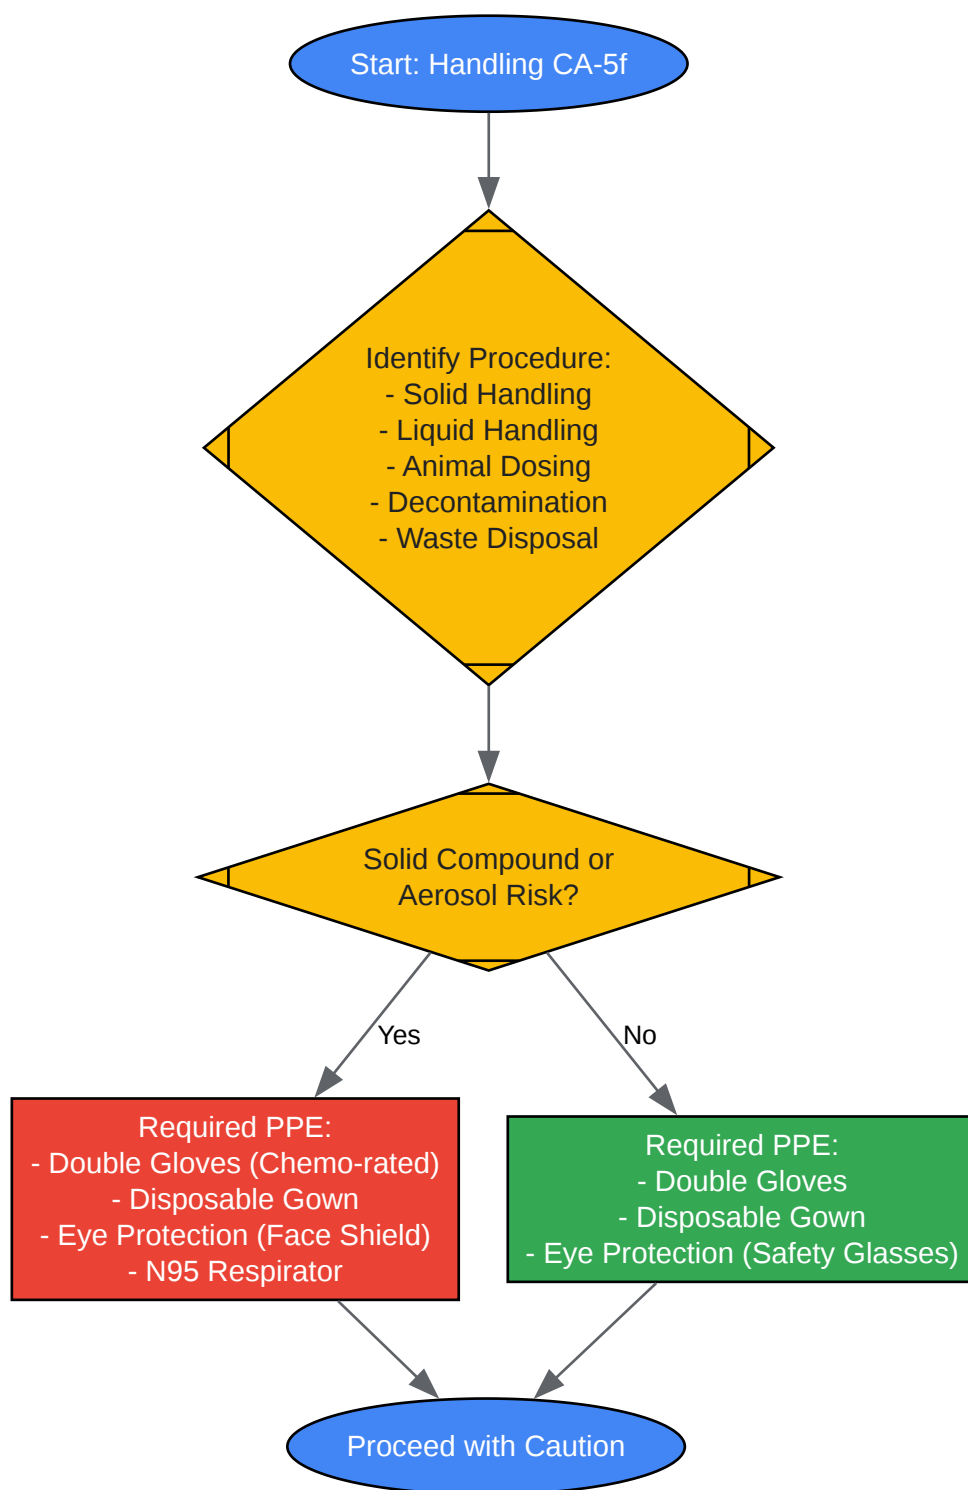 Start: Handling CA-5f
Identify Procedure:
- Solid Handling
- Liquid Handling
- Animal Dosing
- Decontamination
- Waste Disposal
Solid Compound or
Aerosol Risk?
Yes
No
Required PPE:
- Double Gloves (Chemo-rated)
- Disposable Gown
- Eye Protection (Face Shield)
- N95 Respirator
Required PPE:
- Double Gloves
- Disposable Gown
- Eye Protection (Safety Glasses)
Proceed with Caution